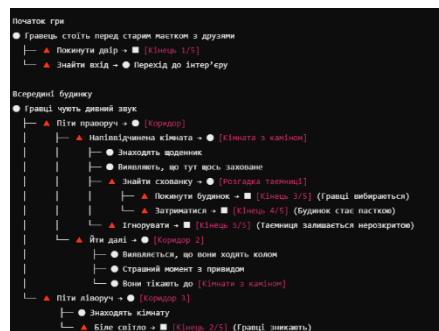 Початок гри
● Гравець стоїть перед старим маєтком з друзями
├─ ▲ Покинути двір → ■ [Кінець 1/5]
└─ ▲ Знайти вхід → ● Перехід до інтер'єру
Всередині будинку
● Гравці чують дивний звук
├─ ▲ Піти праворуч → ● [Коридор]
│ ├─ ▲ Напіввідчинена кімната → ● [Кімната з каміном]
│ │ ├─ ● Знаходять щоденник
│ │ ├─ ● Виявляють, що тут щось заховане
│ │ ├─ ▲ Знайти схованку → ● [Розгадка таємниці]
│ │ │ ├─ ▲ Покинути будинок → ■ [Кінець 3/5] (Гравці вибираються)
│ │ │ └─ ▲ Затриматися → ■ [Кінець 4/5] (Будинок стає пасткою)
│ │ └─ ▲ Ігнорувати → ■ [Кінець 5/5] (Таємниця залишається нерозкритою)
│ └─ ▲ Йти далі → ● [Коридор 2]
│ ├─ ● Виявляється, що вони ходять колом
│ ├─ ● Страшний момент з привидом
│ └─ ● Вони тікають до [Кімнати з каміном]
└─ ▲ Піти ліворуч → ● [Коридор 3]
├─ ● Знаходять кімнату
└─ ▲ Біле світло → ■ [Кінець 2/5] (Гравці зникають)